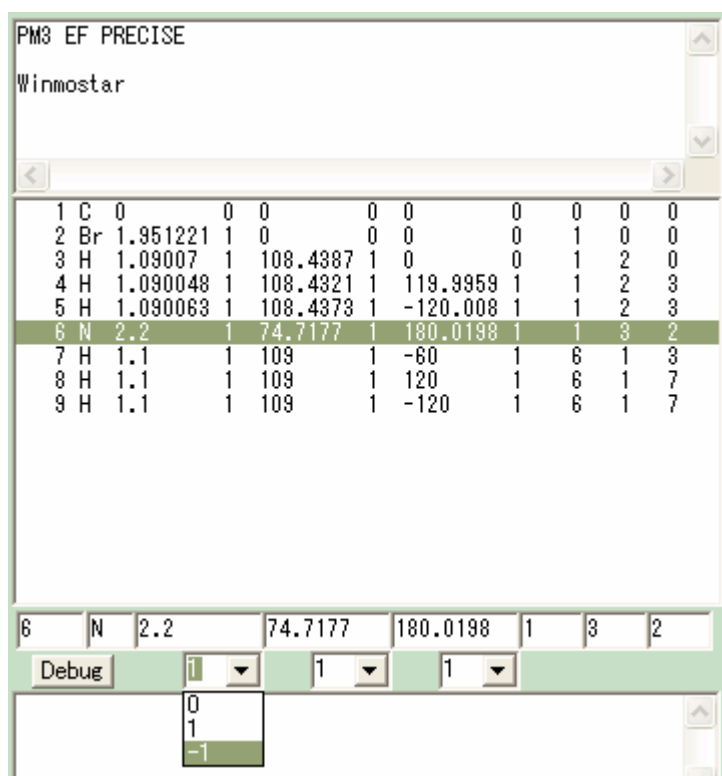 PM3 EF PRECISE
Winmostar
1 C 0 0 0 0 0 0 0 0 0
2 Br 1.951221 1 0 0 0 0 1 0 0
3 H 1.09007 1 108.4387 1 0 0 1 2 0
4 H 1.090048 1 108.4321 1 119.9959 1 1 2 3
5 H 1.090063 1 108.4373 1 -120.008 1 1 2 3
6 N 2.2 1 74.7177 1 180.0198 1 1 3 2
7 H 1.1 1 109 1 -60 1 6 1 3
8 H 1.1 1 109 1 120 1 6 1 7
9 H 1.1 1 109 1 -120 1 6 1 7
6 N 2.2 74.7177 180.0198 1 3 2
Debug 1 1 1
0
1
-1